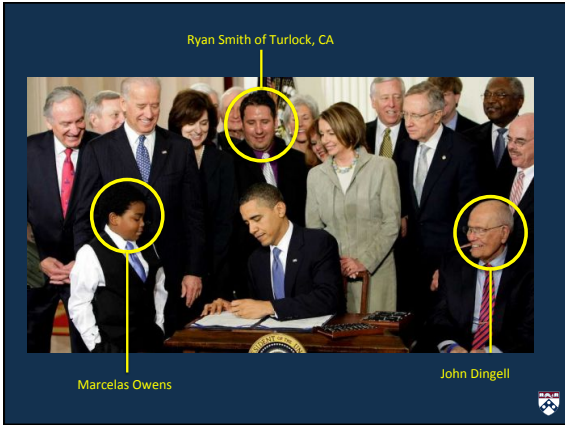 Ryan Smith of Turlock, CA
Marcelas Owens
John Dingell